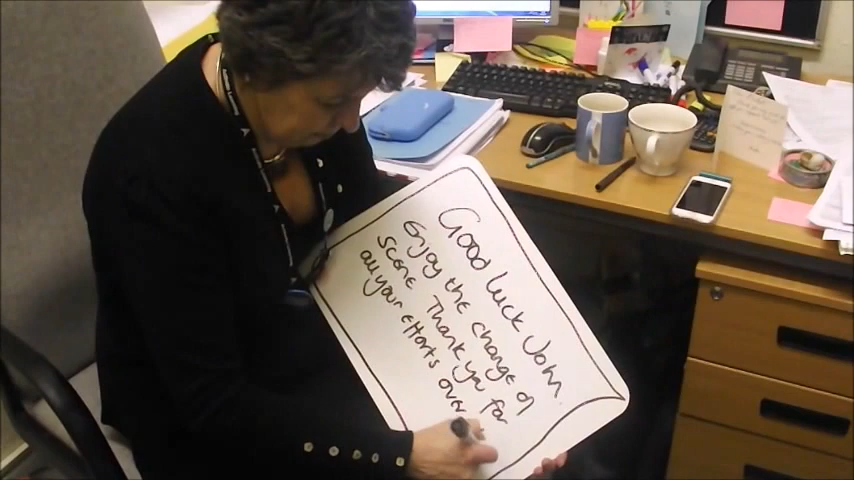 Good luck John.
Enjoy the change of
scene Thank you for
all your efforts
over